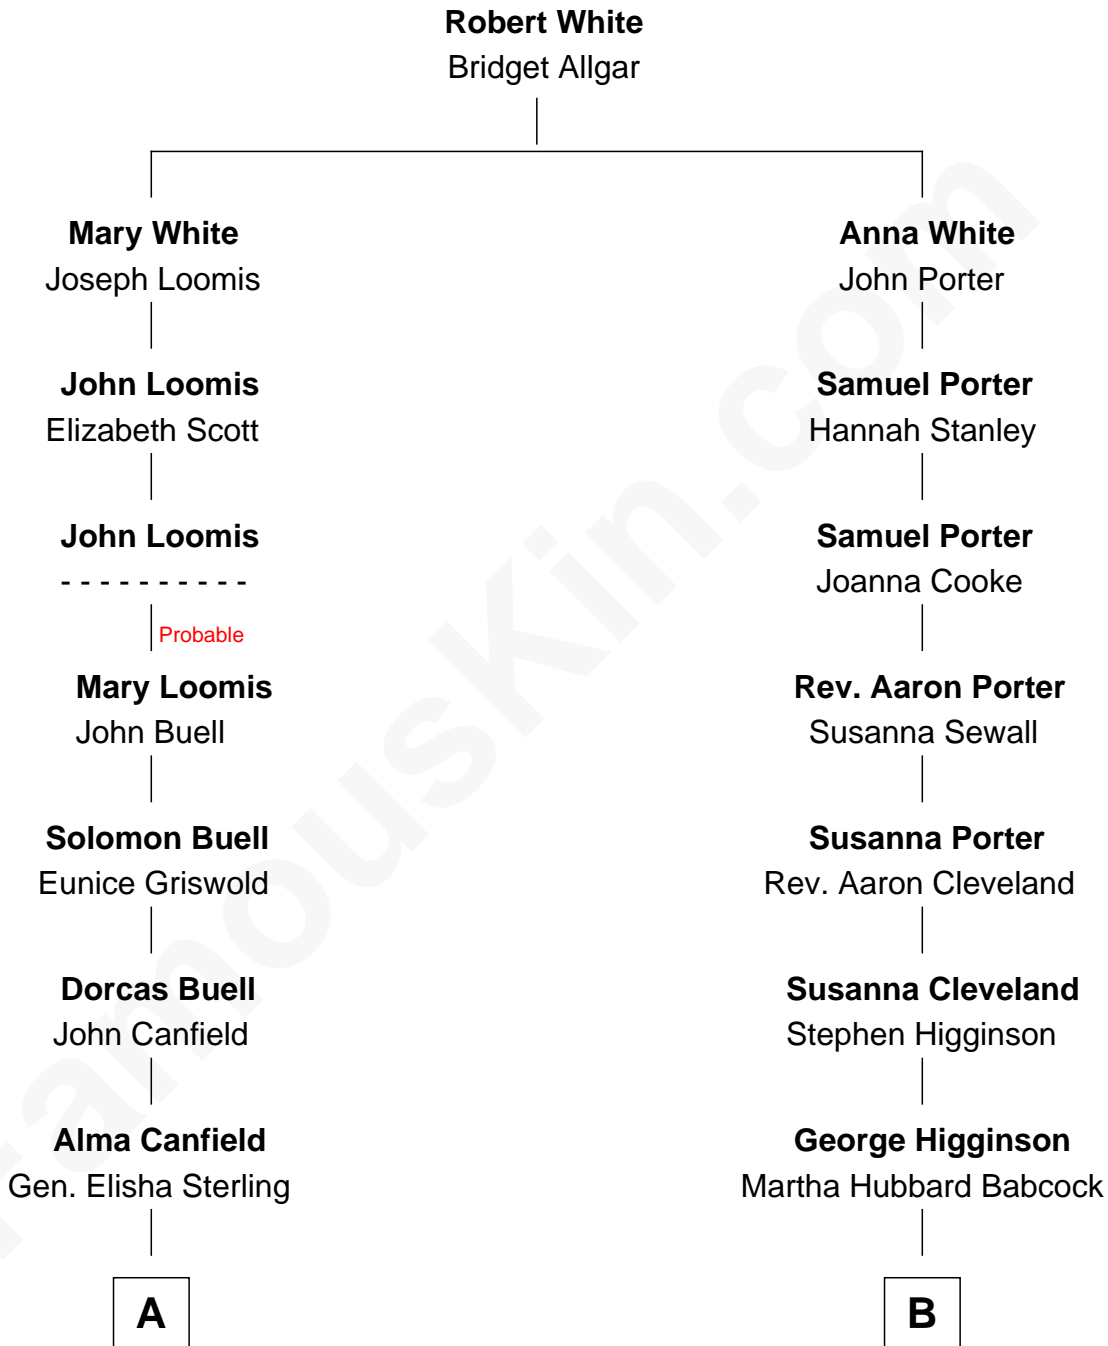 Robert White
Bridget Allgar
Mary White
Joseph Loomis
Anna White
John Porter
John Loomis
Elizabeth Scott
Samuel Porter
Hannah Stanley
John Loomis
- - - - - - - - - -
Samuel Porter
Joanna Cooke
Probable
Mary Loomis
John Buell
Rev. Aaron Porter
Susanna Sewall
Solomon Buell
Eunice Griswold
Susanna Porter
Rev. Aaron Cleveland
Dorcas Buell
John Canfield
Susanna Cleveland
Stephen Higginson
Alma Canfield
Gen. Elisha Sterling
George Higginson
Martha Hubbard Babcock
A
B
FamousKin.com